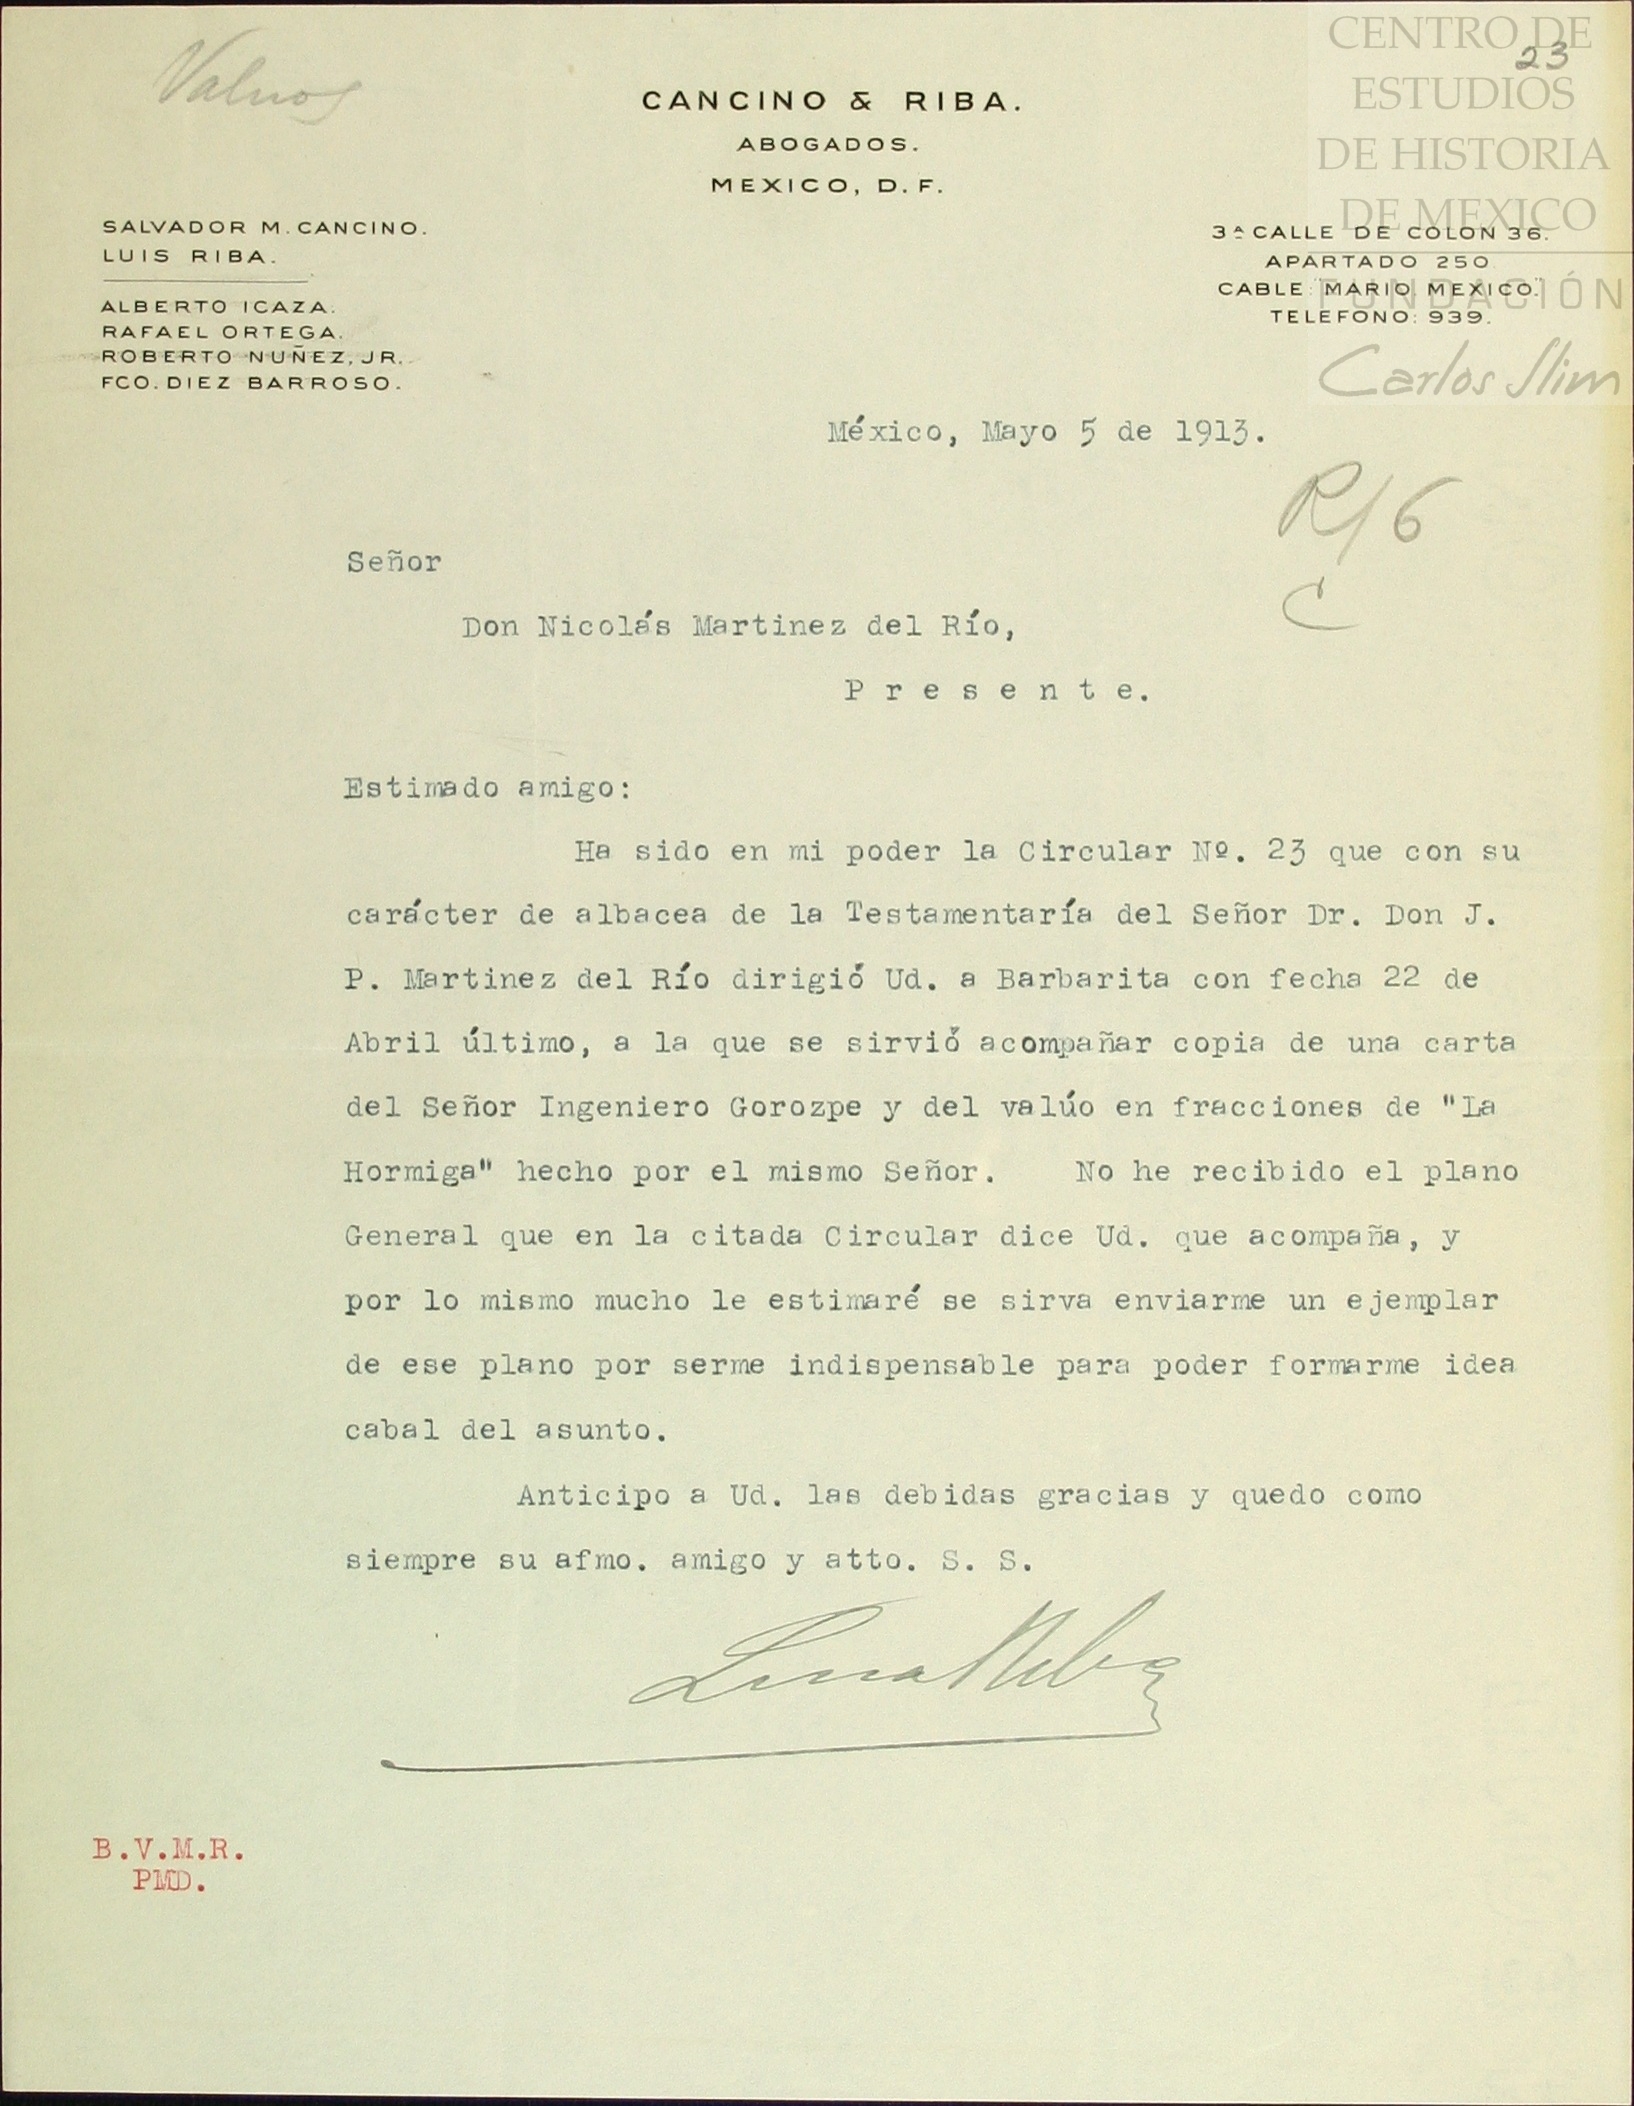 Valuos
23
CENTRO DE
ESTUDIOS
DE HISTORIA
DE MEXICO
FUNDACIÓN
Carlos Slim
CANCINO & RIBA.
ABOGADOS.
MEXICO, D. F.
SALVADOR M. CANCINO.
LUIS RIBA.
ALBERTO ICAZA.
RAFAEL ORTEGA.
ROBERTO NUÑEZ, JR.
FCO. DIEZ BARROSO.
3ª CALLE DE COLON 36.
APARTADO 250
CABLE "MARIO MEXICO."
TELEFONO: 939.
México, Mayo 5 de 1913.
R/6
C
Señor
Don Nicolás Martinez del Río,
P r e s e n t e.
Estimado amigo:
Ha sido en mi poder la Circular Nº. 23 que con su
carácter de albacea de la Testamentaría del Señor Dr. Don J.
P. Martinez del Río dirigió Ud. a Barbarita con fecha 22 de
Abril último, a la que se sirvió acompañar copia de una carta
del Señor Ingeniero Gorozpe y del valúo en fracciones de "La
Hormiga" hecho por el mismo Señor. No he recibido el plano
General que en la citada Circular dice Ud. que acompaña, y
por lo mismo mucho le estimaré se sirva enviarme un ejemplar
de ese plano por serme indispensable para poder formarme idea
cabal del asunto.
Anticipo a Ud. las debidas gracias y quedo como
siempre su afmo. amigo y atto. S. S.
Luis Riba
B.V.M.R.
PMD.